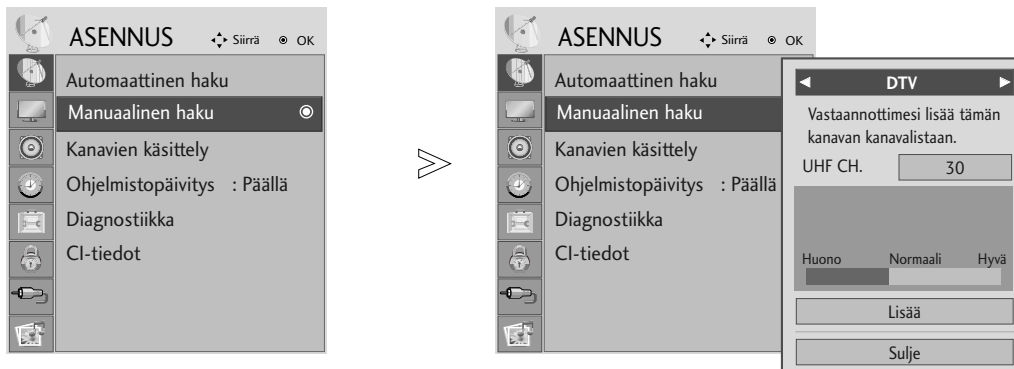 ASENNUS Siirrä OK
Automaattinen haku
Manuaalinen haku
Kanavien käsittely
Ohjelmistopäivitys : Päällä
Diagnostiikka
CI-tiedot
ASENNUS Siirrä OK
Automaattinen haku
Manuaalinen haku
Kanavien käsittely
Ohjelmistopäivitys : Päällä
Diagnostiikka
CI-tiedot
DTV
Vastaannottimesi lisää tämän
kanavan kanavalistaan.
UHF CH. 30
Huono Normaali Hyvä
Lisää
Sulje